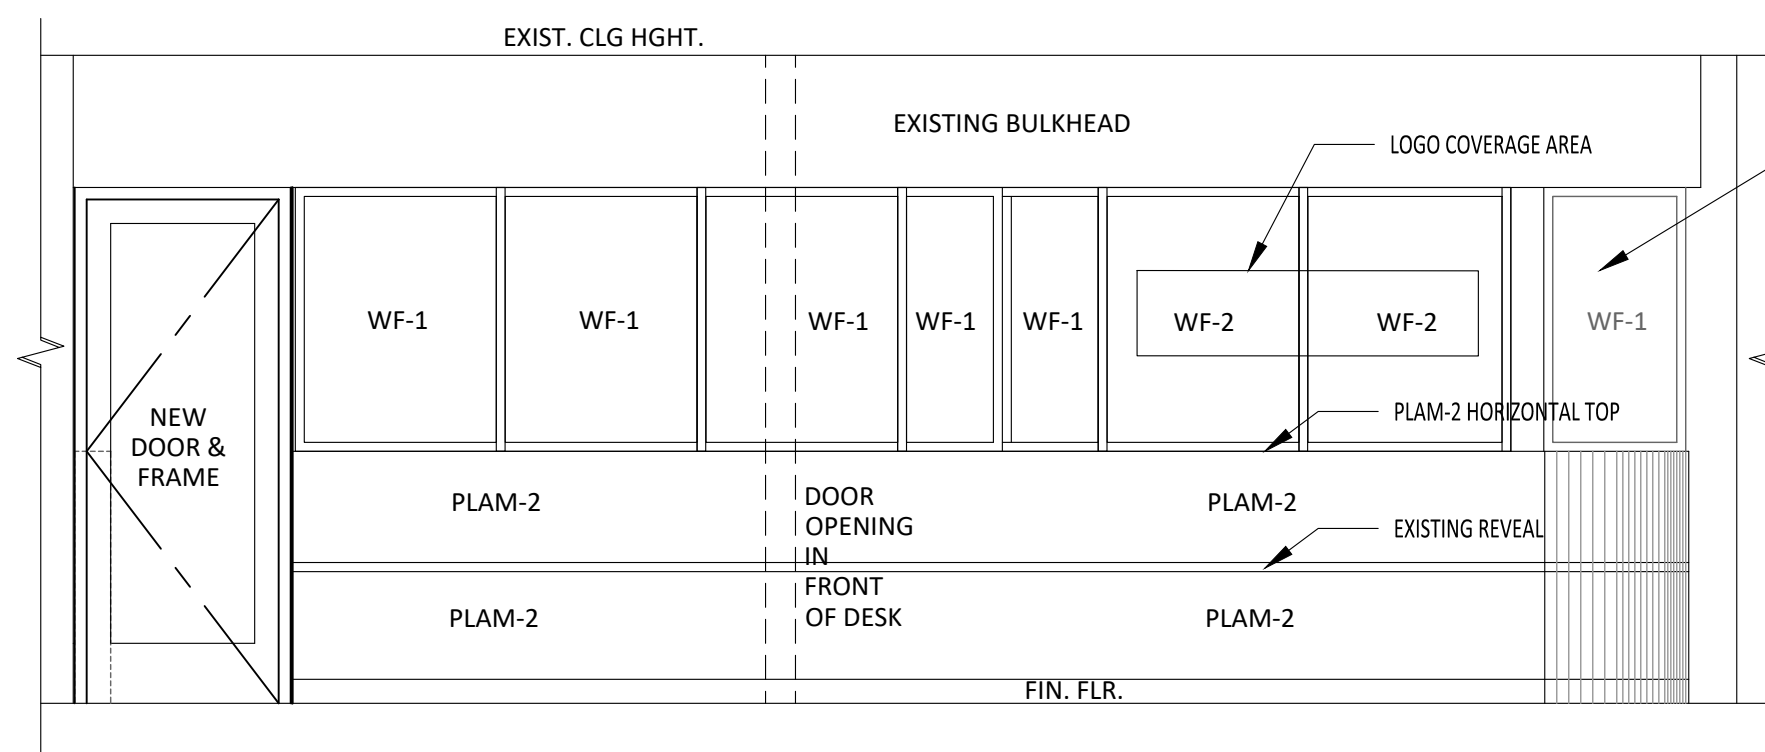 EXIST. CLG HGHT.
EXISTING BULKHEAD
LOGO COVERAGE AREA
WF-1
WF-1
WF-1
WF-1
WF-1
WF-2
WF-2
WF-1
NEW
DOOR &
FRAME
PLAM-2 HORIZONTAL TOP
PLAM-2
DOOR
OPENING
IN
FRONT
OF DESK
PLAM-2
EXISTING REVEAL
PLAM-2
PLAM-2
FIN. FLR.